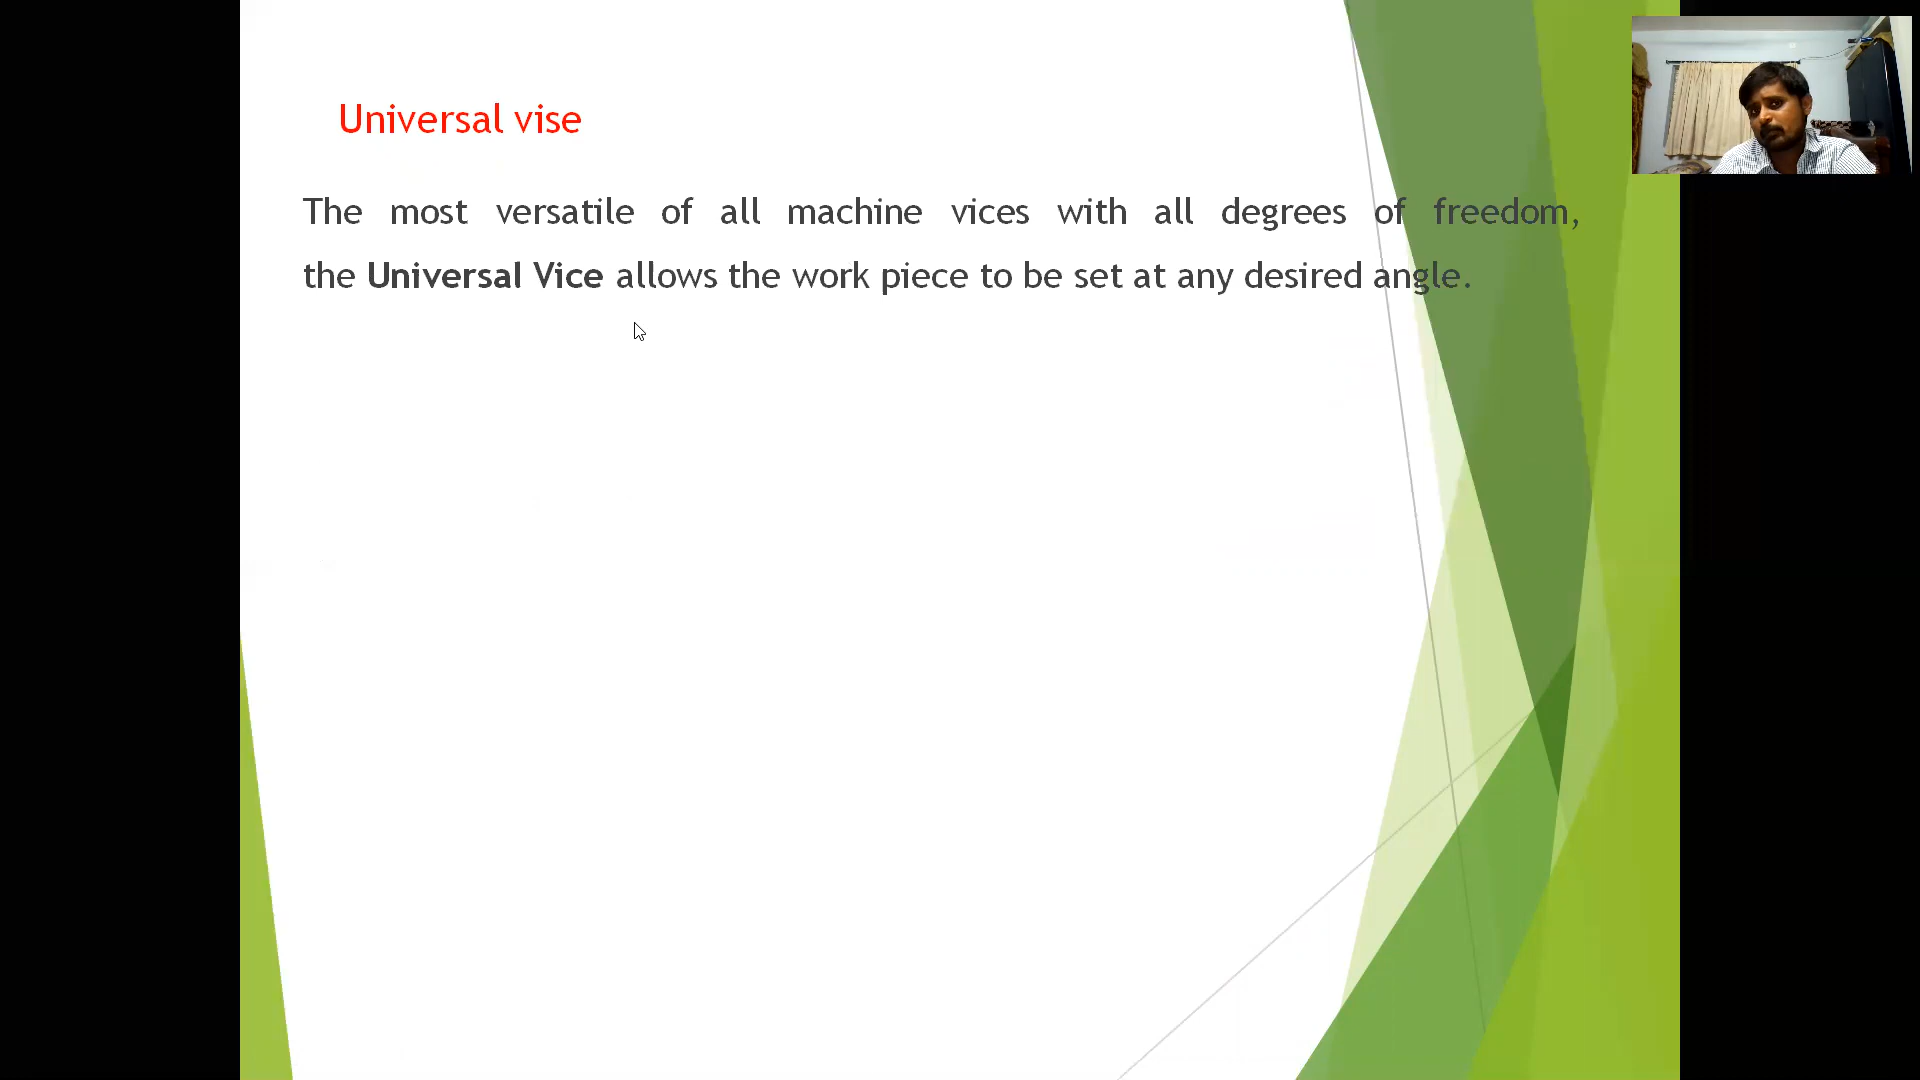 Universal vise
The most versatile of all machine vices with all degrees of freedom,
the Universal Vice allows the work piece to be set at any desired angle.